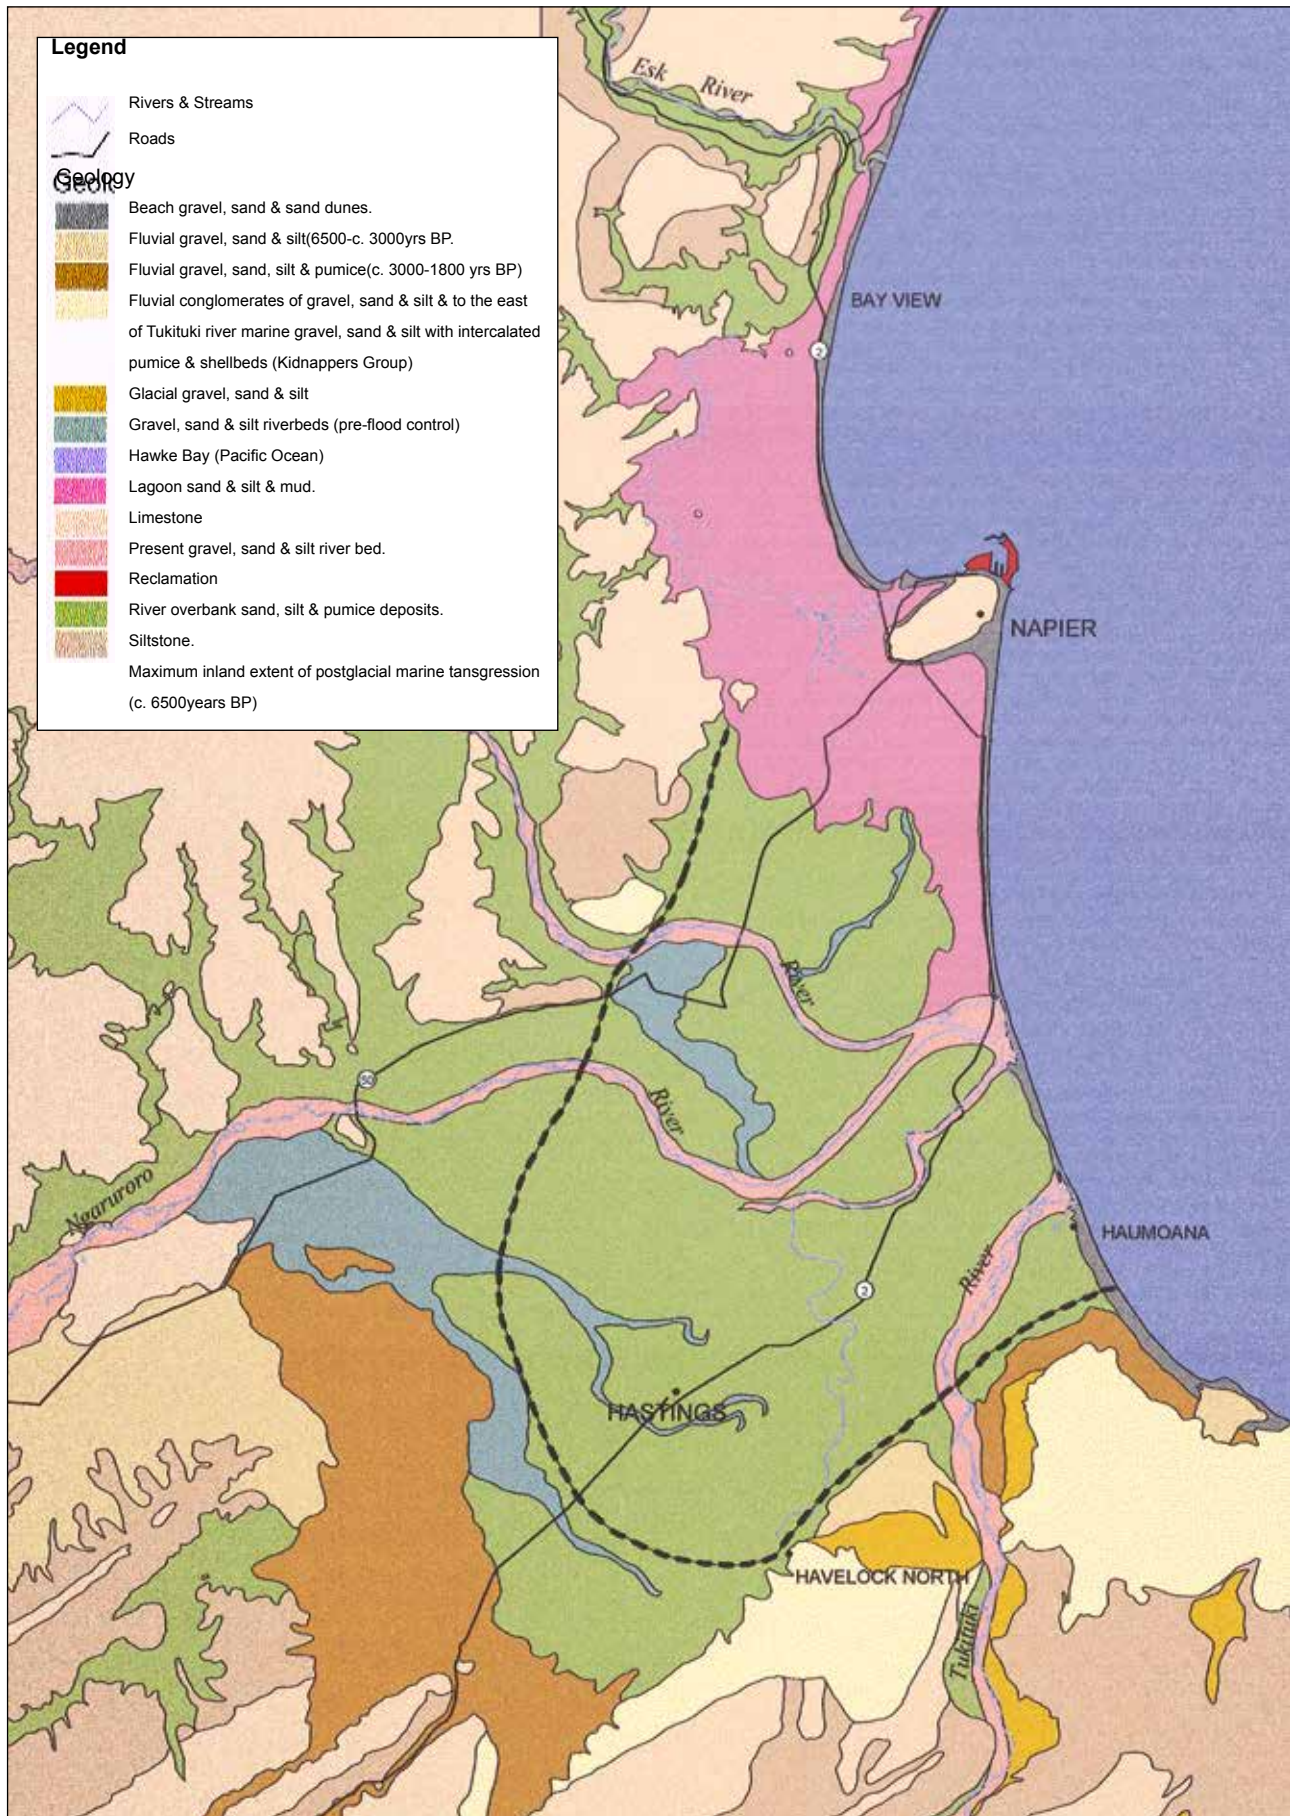 Legend
Rivers & Streams
Roads
Geology
Beach gravel, sand & sand dunes.
Fluvial gravel, sand & silt(6500-c. 3000yrs BP.
Fluvial gravel, sand, silt & pumice(c. 3000-1800 yrs BP)
Fluvial conglomerates of gravel, sand & silt & to the east
of Tukituki river marine gravel, sand & silt with intercalated
pumice & shellbeds (Kidnappers Group)
Glacial gravel, sand & silt
Gravel, sand & silt riverbeds (pre-flood control)
Hawke Bay (Pacific Ocean)
Lagoon sand & silt & mud.
Limestone
Present gravel, sand & silt river bed.
Reclamation
River overbank sand, silt & pumice deposits.
Siltstone.
Maximum inland extent of postglacial marine tansgression
(c. 6500years BP)
Esk River
BAY VIEW
2
NAPIER
River
50
River
Ngaruroro
HAUMOANA
River
2
HASTINGS
HAVELOCK NORTH
Tukituki